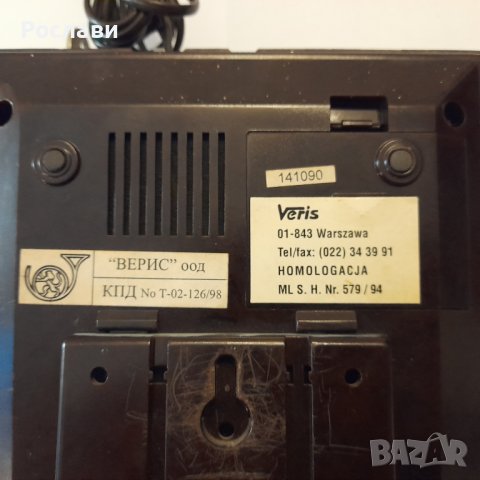 Рослави
141090
Veris
01-843 Warszawa
Tel/fax: (022) 34 39 91
HOMOLOGACJA
ML S. H. Nr. 579 / 94
“ВЕРИС” оод
КПД No Т-02-126/98
BAZAR